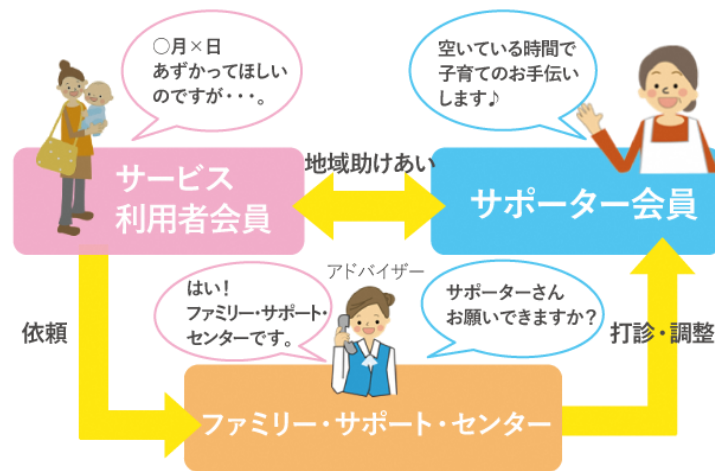 ○月×日
あずかってほしい
のですが・・・。
空いている時間で
子育てのお手伝い
します♪
サービス
利用者会員
地域助けあい
サポーター会員
アドバイザー
はい！
ファミリー・サポート・
センターです。
サポーターさん
お願いできますか？
依頼
打診・調整
ファミリー・サポート・センター